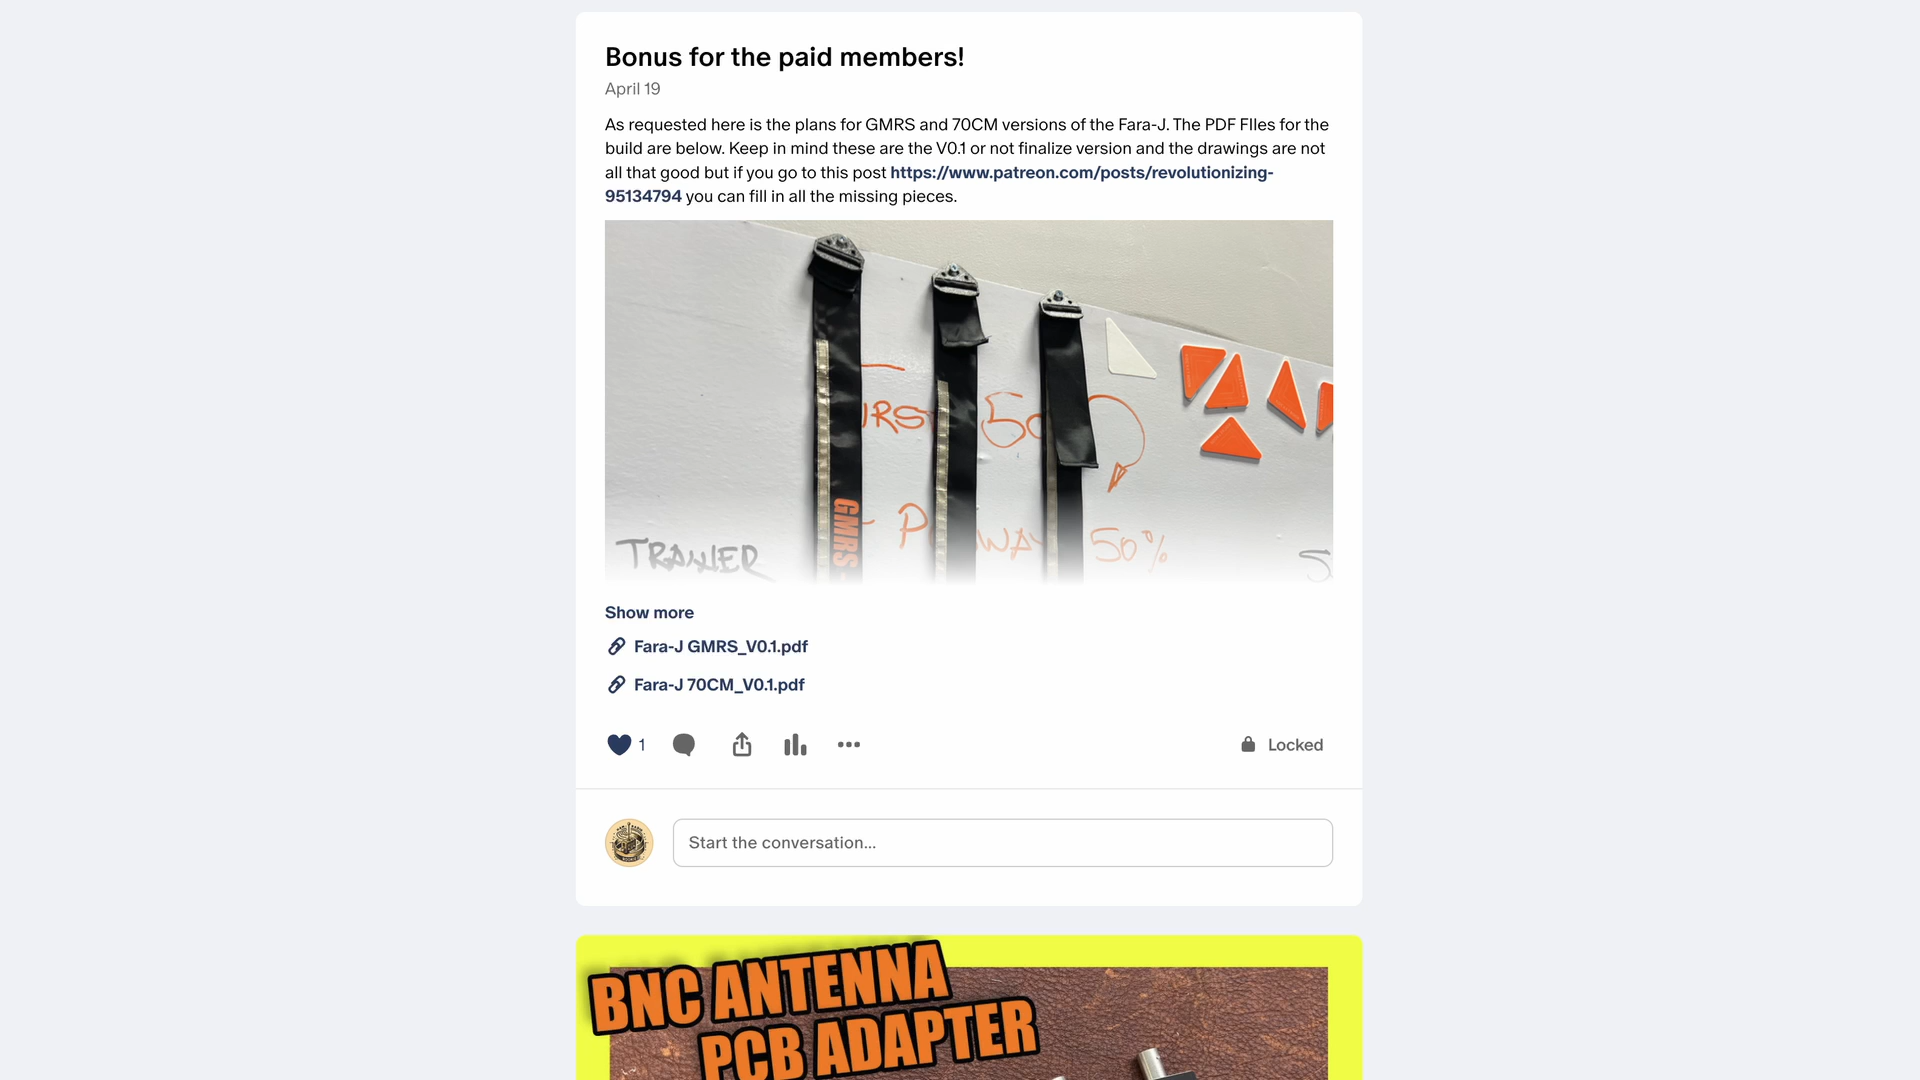 Bonus for the paid members!
April 19
As requested here is the plans for GMRS and 70CM versions of the Fara-J. The PDF FIles for the
build are below. Keep in mind these are the V0.1 or not finalize version and the drawings are not
all that good but if you go to this post https://www.patreon.com/posts/revolutionizing-
95134794 you can fill in all the missing pieces.
IRST 50
GMRS
P WAY 50%
Show more
Fara-J GMRS_V0.1.pdf
Fara-J 70CM_V0.1.pdf
1
Locked
Start the conversation...
BNC ANTENNA
PCB ADAPTER